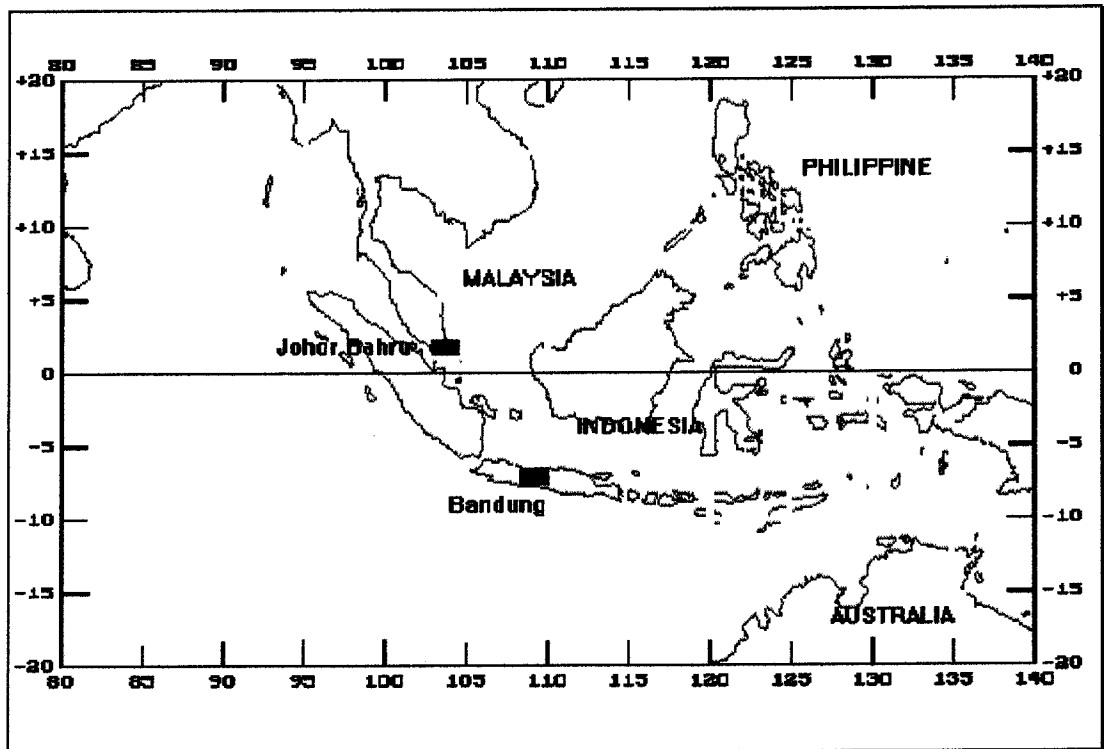 80 85 90 95 100 105 110 115 120 125 130 135 140
+20 +20
+15 +15
PHILIPPINE
+10 +10
MALAYSIA
+5 +5
Johor Bahru
0 0
INDONESIA
-5 -5
Bandung
-10 -10
-15 -15
AUSTRALIA
-20 -20
80 85 90 95 100 105 110 115 120 125 130 135 140